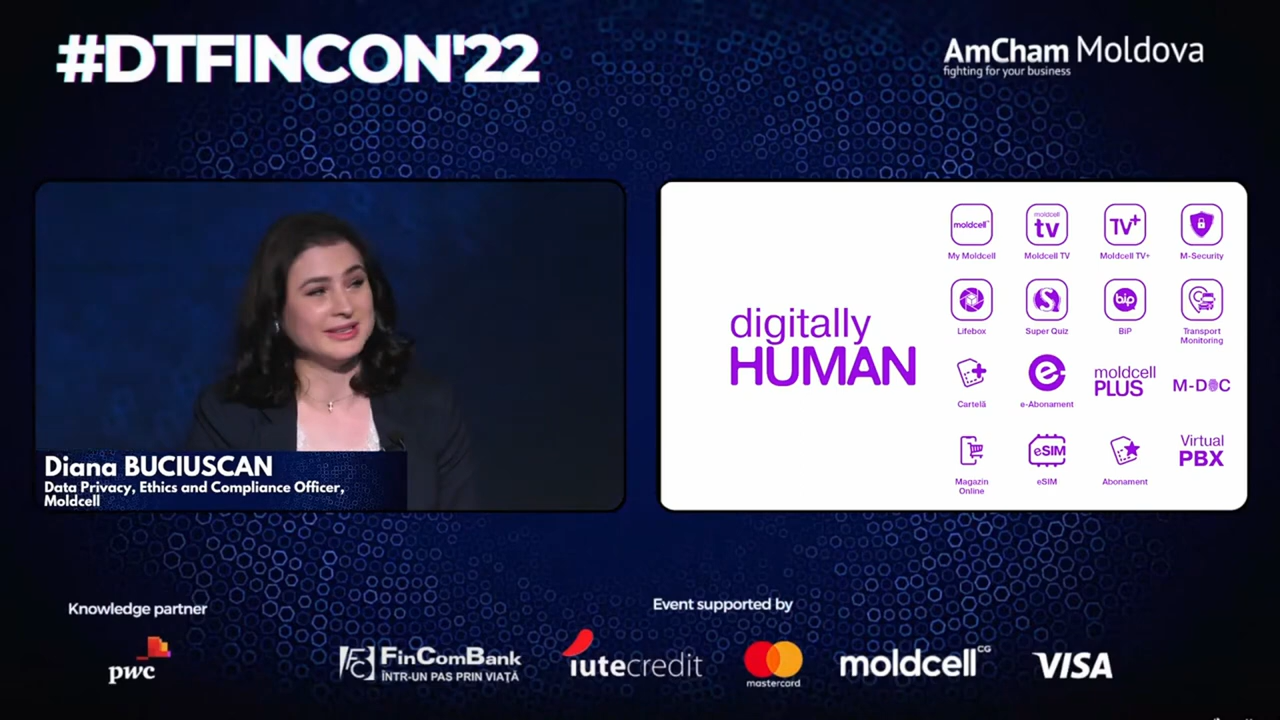 #DTFINCON'22
AmCham Moldova
fighting for your business
Diana BUCIUSCAN
Data Privacy, Ethics and Compliance Officer,
Moldcell
digitally
HUMAN
moldcell
My Moldcell
moldcell
tv
Moldcell TV
TV+
Moldcell TV+
M-Security
Lifebox
S
Super Quiz
bip
BiP
Transport
Monitoring
Cartelă
e
e-Abonament
moldcell
PLUS
M-DOC
Magazin
Online
eSIM
eSIM
Abonament
Virtual
PBX
Knowledge partner
pwc
Event supported by
FC FinComBank
ÎNTR-UN PAS PRIN VIAȚĂ
iutecredit
mastercard
moldcell CG
VISA